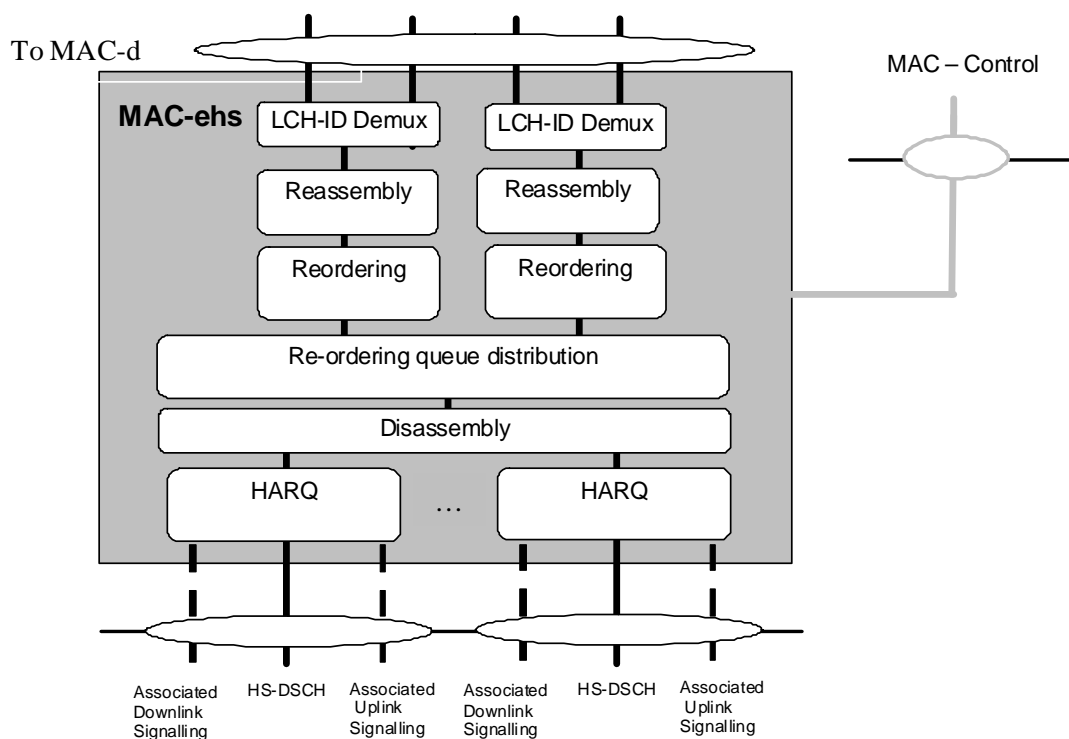 To MAC-d
MAC – Control
MAC-ehs
LCH-ID Demux
LCH-ID Demux
Reassembly
Reassembly
Reordering
Reordering
Re-ordering queue distribution
Disassembly
HARQ
...
HARQ
Associated
Downlink
Signalling
HS-DSCH
Associated
Uplink
Signalling
Associated
Downlink
Signalling
HS-DSCH
Associated
Uplink
Signalling